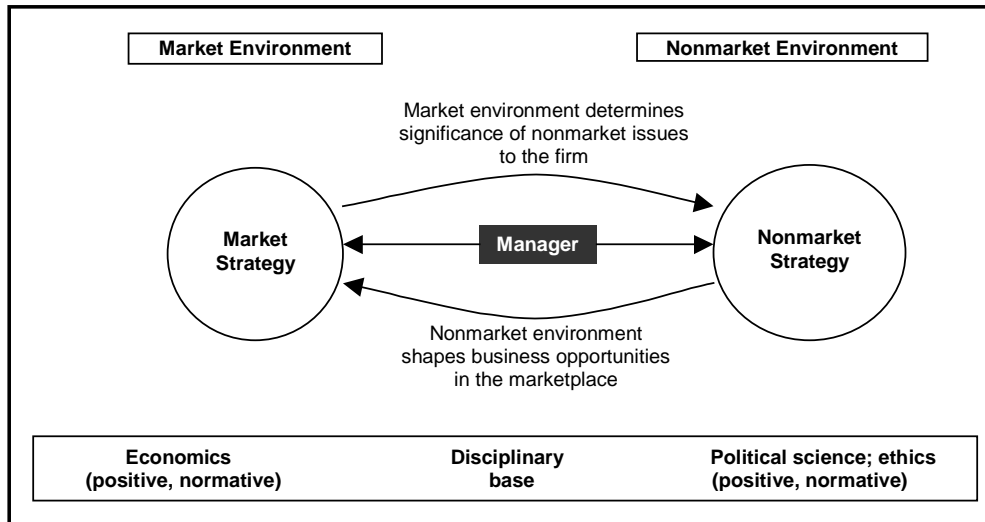 Market Environment
Nonmarket Environment
Market environment determines
significance of nonmarket issues
to the firm
Market
Strategy
Manager
Nonmarket
Strategy
Nonmarket environment
shapes business opportunities
in the marketplace
Economics
(positive, normative)
Disciplinary
base
Political science; ethics
(positive, normative)